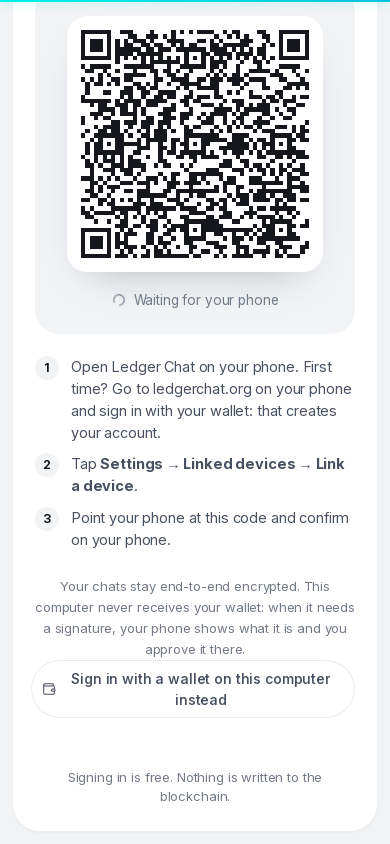 Waiting for your phone
1 Open Ledger Chat on your phone. First
time? Go to ledgerchat.org on your phone
and sign in with your wallet: that creates
your account.
2 Tap Settings → Linked devices → Link
a device.
3 Point your phone at this code and confirm
on your phone.
Your chats stay end-to-end encrypted. This
computer never receives your wallet: when it needs
a signature, your phone shows what it is and you
approve it there.
Sign in with a wallet on this computer
instead
Signing in is free. Nothing is written to the
blockchain.